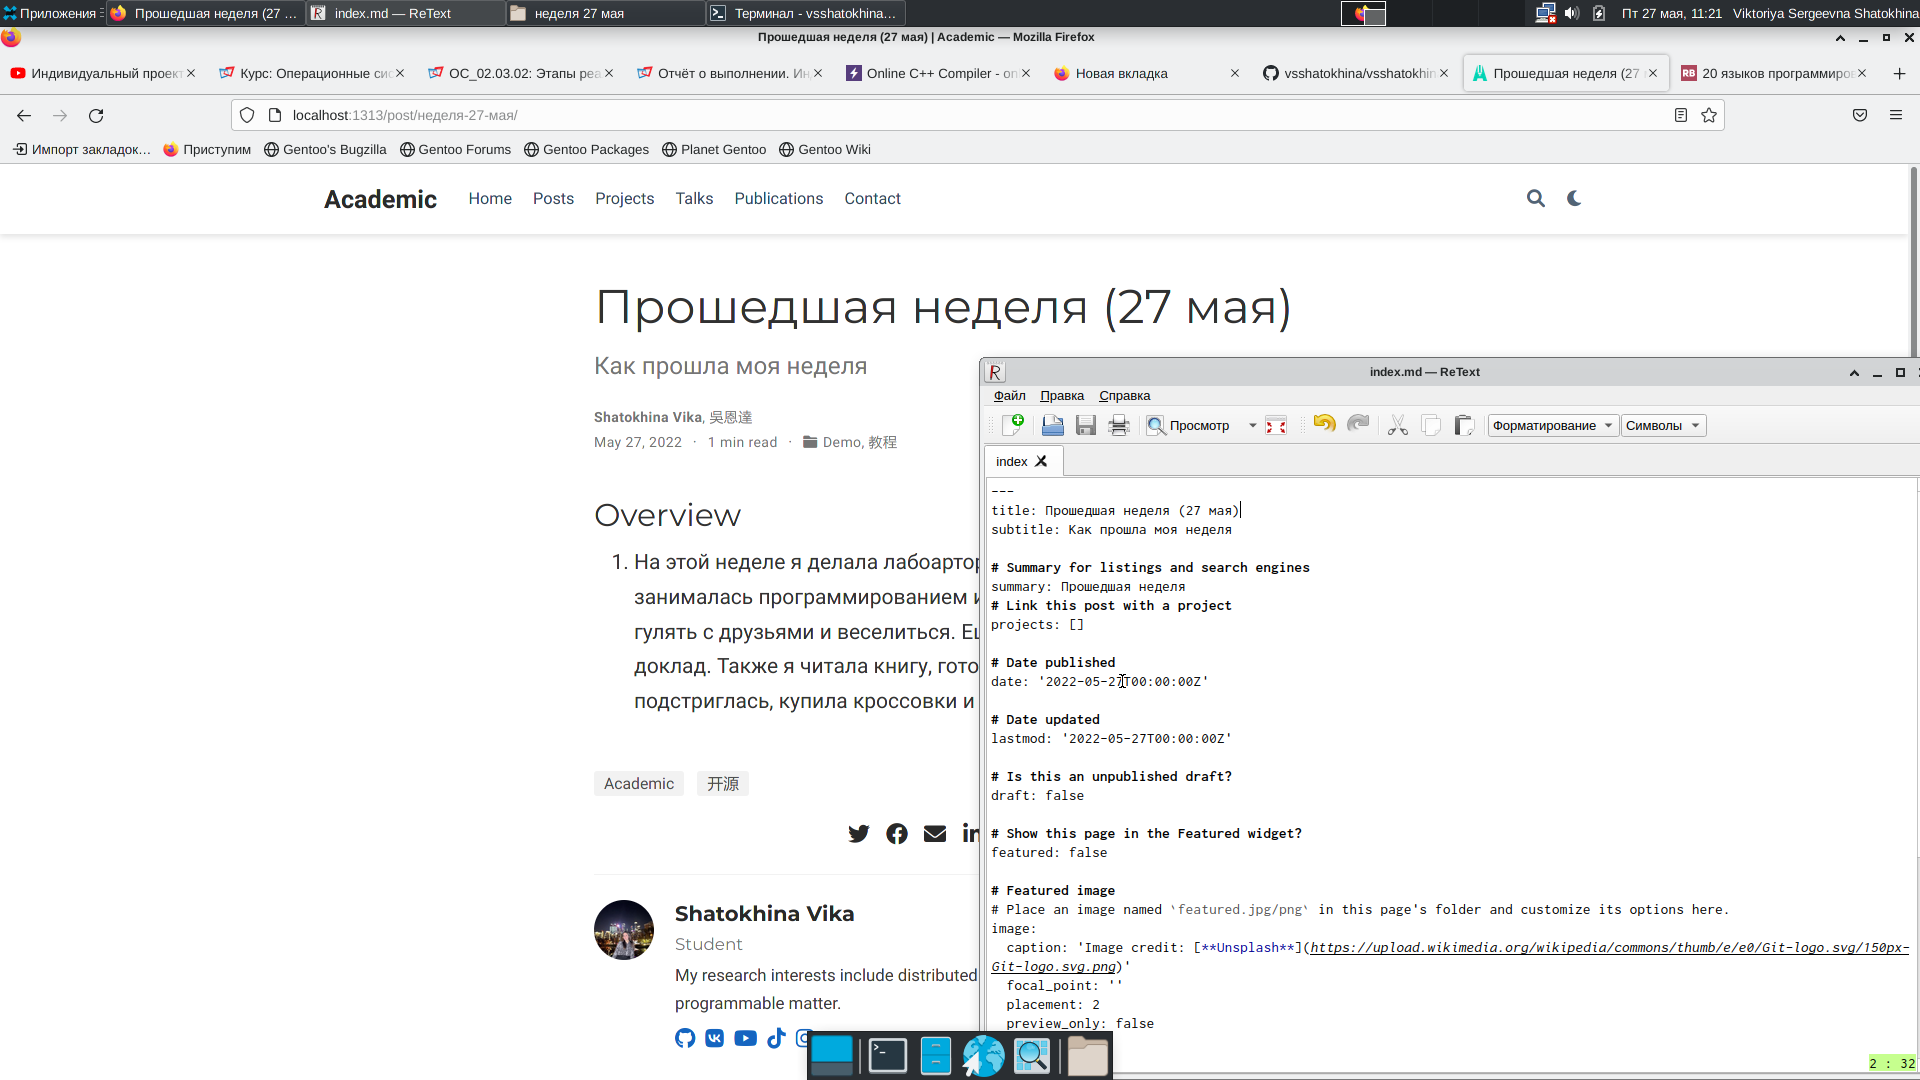 Приложения
Прошедшая неделя (27 ...
index.md — ReText
неделя 27 мая
Терминал - vsshatokhina...
Пт 27 мая, 11:21
Viktoriya Sergeevna Shatokhina
Прошедшая неделя (27 мая) | Academic — Mozilla Firefox
Индивидуальный проект
Курс: Операционные сис
ОС_02.03.02: Этапы реа
Отчёт о выполнении. Ин
Online C++ Compiler - on
Новая вкладка
vsshatokhina/vsshatokhin
Прошедшая неделя (27
20 языков программиров
localhost:1313/post/неделя-27-мая/
Импорт закладок…
Приступим
Gentoo's Bugzilla
Gentoo Forums
Gentoo Packages
Planet Gentoo
Gentoo Wiki
Academic
Home
Posts
Projects
Talks
Publications
Contact
Прошедшая неделя (27 мая)
Как прошла моя неделя
Shatokhina Vika, 吳恩達
May 27, 2022 · 1 min read · Demo, 教程
Overview
1. На этой неделе я делала лабоартор
занималась программированием и
гулять с друзьями и веселиться. Ещ
доклад. Также я читала книгу, гото
подстриглась, купила кроссовки и
Academic
开源
Shatokhina Vika
Student
My research interests include distributed
programmable matter.
index.md — ReText
Файл Правка Справка
Просмотр
Форматирование
Символы
index
---
title: Прошедшая неделя (27 мая)
subtitle: Как прошла моя неделя
# Summary for listings and search engines
summary: Прошедшая неделя
# Link this post with a project
projects: []
# Date published
date: '2022-05-27T00:00:00Z'
# Date updated
lastmod: '2022-05-27T00:00:00Z'
# Is this an unpublished draft?
draft: false
# Show this page in the Featured widget?
featured: false
# Featured image
# Place an image named `featured.jpg/png` in this page's folder and customize its options here.
image:
caption: 'Image credit: [**Unsplash**](https://upload.wikimedia.org/wikipedia/commons/thumb/e/e0/Git-logo.svg/150px-
Git-logo.svg.png)'
focal_point: ''
placement: 2
preview_only: false
2 : 32